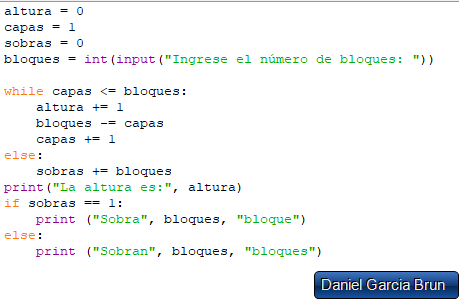 altura = 0
capas = 1
sobras = 0
bloques = int(input("Ingrese el número de bloques: "))
while capas <= bloques:
    altura += 1
    bloques -= capas
    capas += 1
else:
    sobras += bloques
print("La altura es:", altura)
if sobras == 1:
    print ("Sobra", bloques, "bloque")
else:
    print ("Sobran", bloques, "bloques")
Daniel Garcia Brun